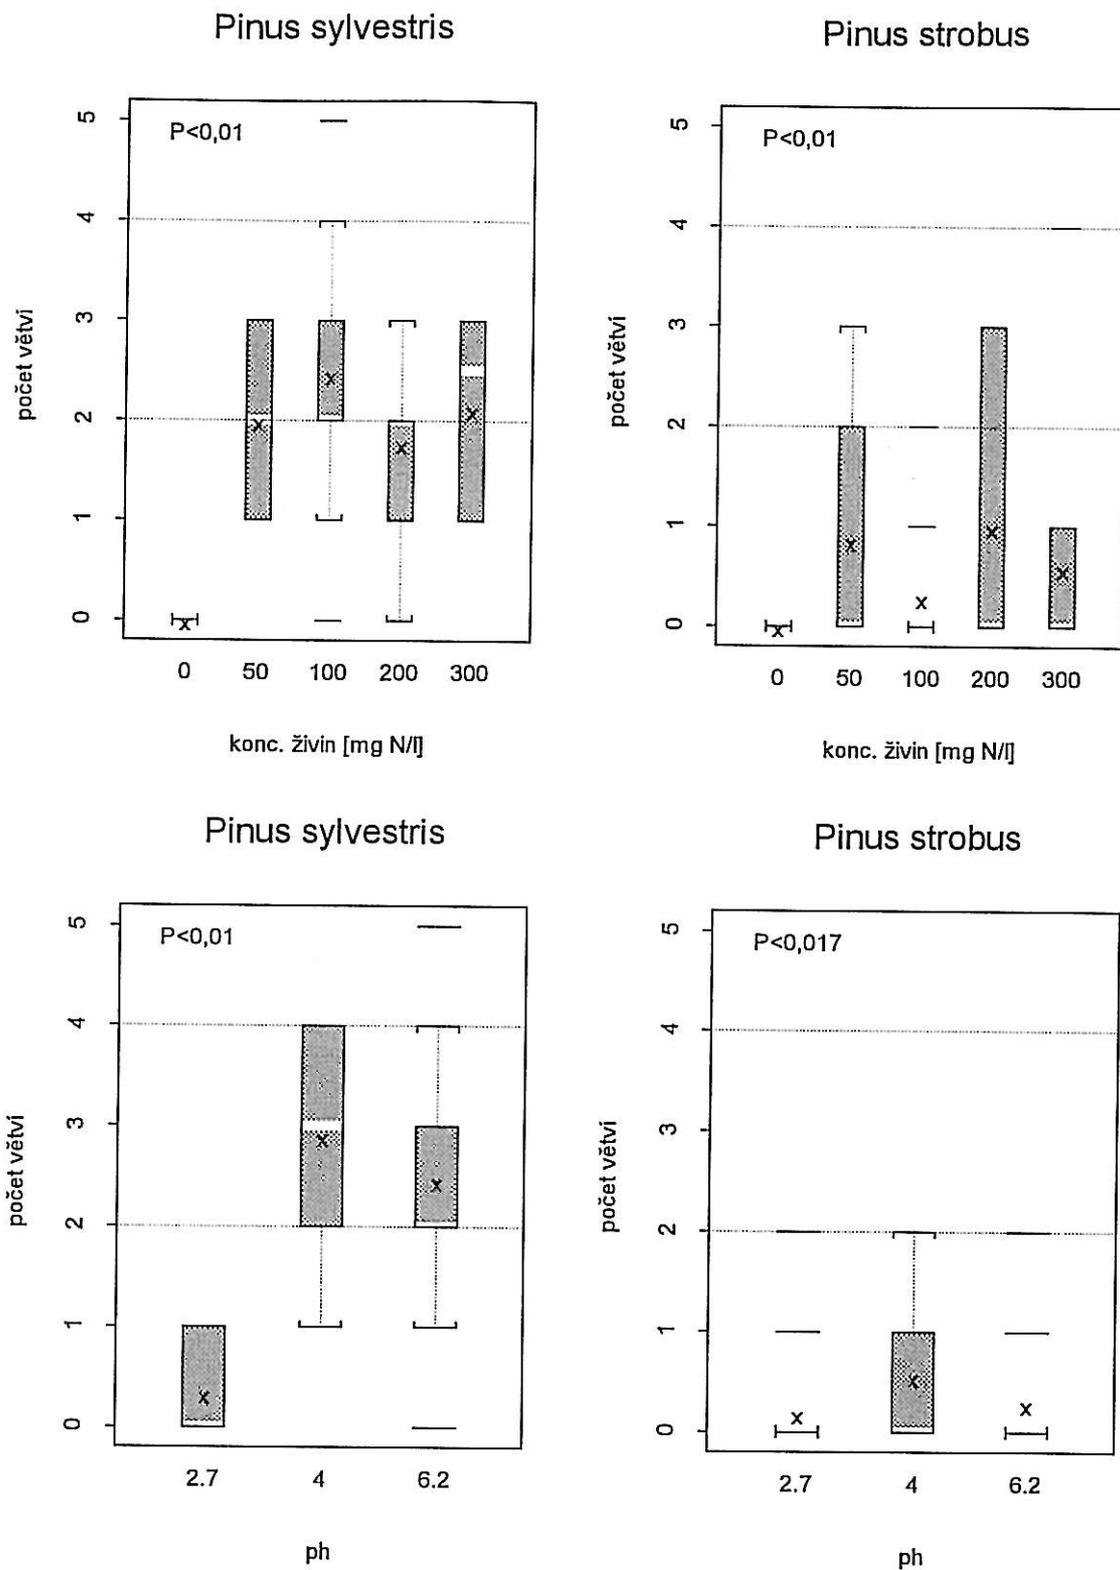 Pinus sylvestris
Pinus strobus
P<0,01
5
4
3
2
1
0
počet větví
0 50 100 200 300
konc. živin [mg N/l]
P<0,01
5
4
3
2
1
0
počet větví
0 50 100 200 300
konc. živin [mg N/l]
Pinus sylvestris
Pinus strobus
P<0,01
5
4
3
2
1
0
počet větví
2.7 4 6.2
ph
P<0,017
5
4
3
2
1
0
počet větví
2.7 4 6.2
ph